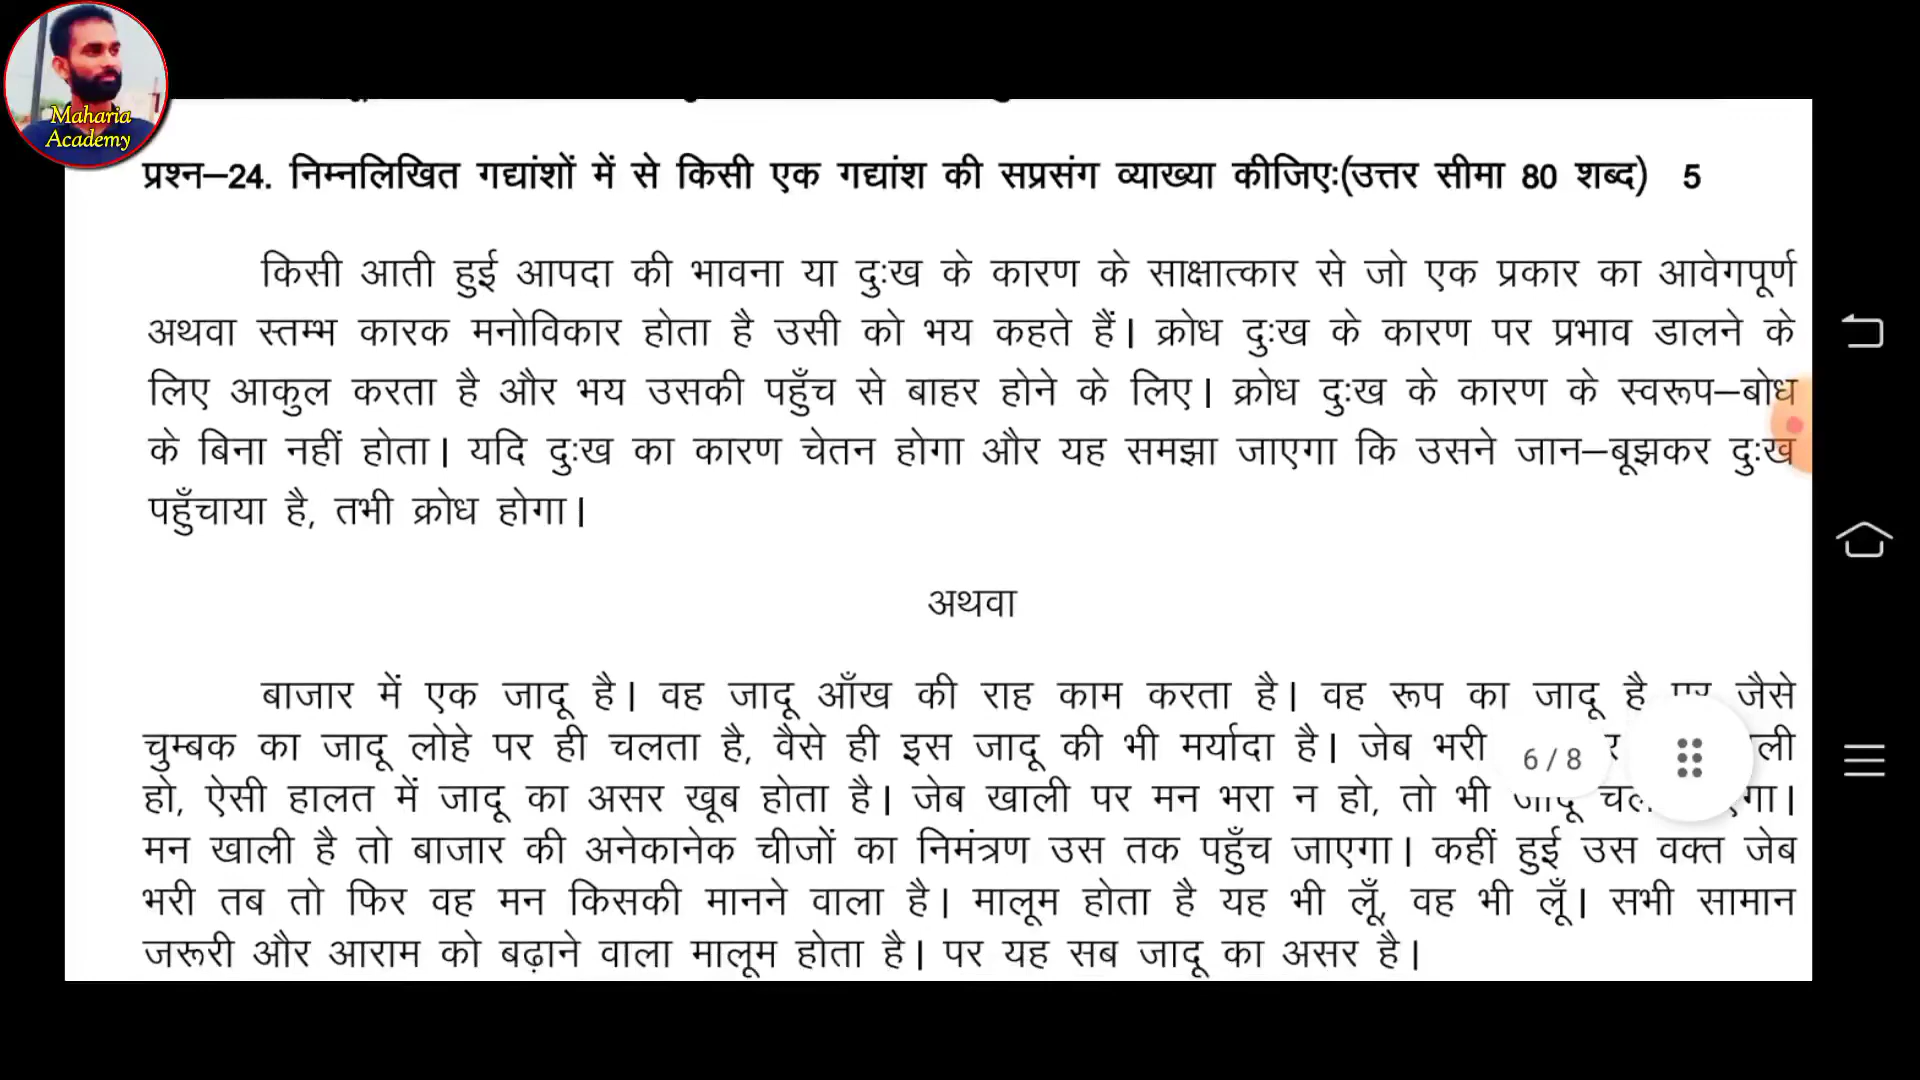 Maharia
Academy
प्रश्न–24. निम्नलिखित गद्यांशों में से किसी एक गद्यांश की सप्रसंग व्याख्या कीजिएः(उत्तर सीमा 80 शब्द) 5
किसी आती हुई आपदा की भावना या दुःख के कारण के साक्षात्कार से जो एक प्रकार का आवेगपूर्ण
अथवा स्तम्भ कारक मनोविकार होता है उसी को भय कहते हैं। क्रोध दुःख के कारण पर प्रभाव डालने के
लिए आकुल करता है और भय उसकी पहुँच से बाहर होने के लिए। क्रोध दुःख के कारण के स्वरूप–बोध
के बिना नहीं होता। यदि दुःख का कारण चेतन होगा और यह समझा जाएगा कि उसने जान–बूझकर दुःख
पहुँचाया है, तभी क्रोध होगा।
अथवा
बाजार में एक जादू है। वह जादू आँख की राह काम करता है। वह रूप का जादू है जैसे
चुम्बक का जादू लोहे पर ही चलता है, वैसे ही इस जादू की भी मर्यादा है। जेब भरी
6 / 8
हो, ऐसी हालत में जादू का असर खूब होता है। जेब खाली पर मन भरा न हो, तो भी जादू
मन खाली है तो बाजार की अनेकानेक चीजों का निमंत्रण उस तक पहुँच जाएगा। कहीं हुई उस वक्त जेब
भरी तब तो फिर वह मन किसकी मानने वाला है। मालूम होता है यह भी लूँ, वह भी लूँ। सभी सामान
जरूरी और आराम को बढ़ाने वाला मालूम होता है। पर यह सब जादू का असर है।